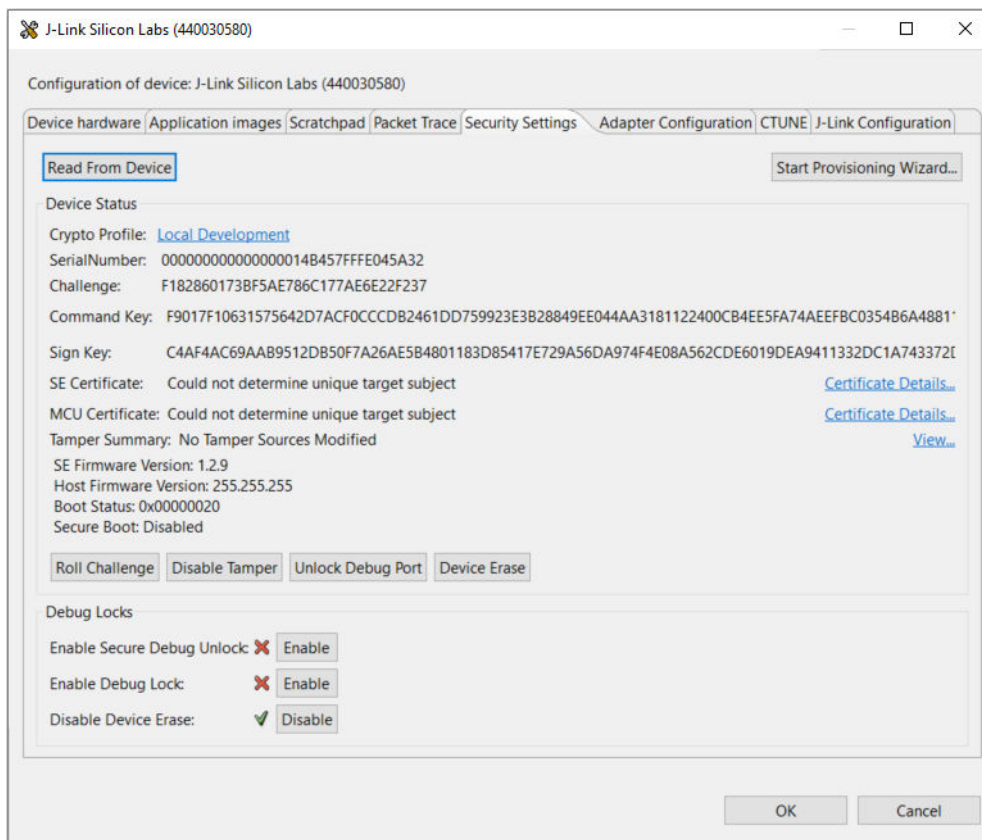 J-Link Silicon Labs (440030580)
Configuration of device: J-Link Silicon Labs (440030580)
Device hardware Application images Scratchpad Packet Trace Security Settings Adapter Configuration CTUNE J-Link Configuration
Read From Device Start Provisioning Wizard...
Device Status
Crypto Profile: Local Development
SerialNumber: 000000000000000014B457FFFE045A32
Challenge: F182860173BF5AE786C177AE6E22F237
Command Key: F9017F10631575642D7ACF0CCCDB2461DD759923E3B28849EE044AA3181122400CB4EE5FA74AEEFBC0354B6A4881
Sign Key: C4AF4AC69AAB9512DB50F7A26AE5B4801183D85417E729A56DA974F4E08A562CDE6019DEA9411332DC1A743372
SE Certificate: Could not determine unique target subject Certificate Details...
MCU Certificate: Could not determine unique target subject Certificate Details...
Tamper Summary: No Tamper Sources Modified View...
SE Firmware Version: 1.2.9
Host Firmware Version: 255.255.255
Boot Status: 0x00000020
Secure Boot: Disabled
Roll Challenge Disable Tamper Unlock Debug Port Device Erase
Debug Locks
Enable Secure Debug Unlock: Enable
Enable Debug Lock: Enable
Disable Device Erase: Disable
OK Cancel